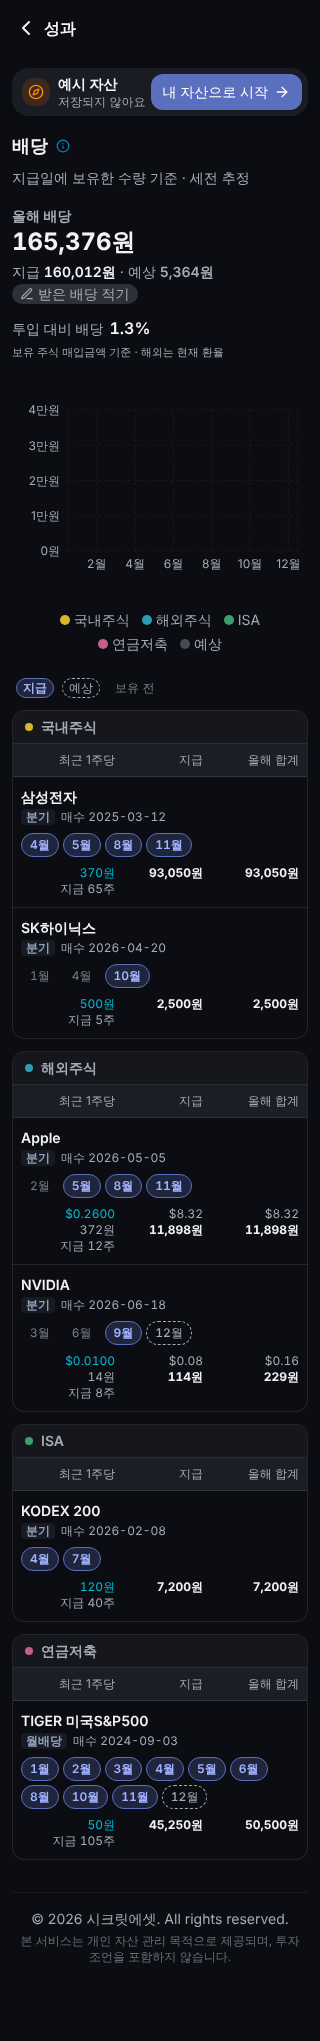 성과
예시 자산
저장되지 않아요
내 자산으로 시작
배당
지급일에 보유한 수량 기준 · 세전 추정
올해 배당
165,376원
지급 160,012원 · 예상 5,364원
받은 배당 적기
투입 대비 배당 1.3%
보유 주식 매입금액 기준 · 해외는 현재 환율
4만원
3만원
2만원
1만원
0원
2월 4월 6월 8월 10월 12월
국내주식 해외주식 ISA
연금저축 예상
지급 예상 보유 전
국내주식
최근 1주당 지급 올해 합계
삼성전자
분기 매수 2025-03-12
4월 5월 8월 11월
370원 93,050원 93,050원
지금 65주
SK하이닉스
분기 매수 2026-04-20
1월 4월 10월
500원 2,500원 2,500원
지금 5주
해외주식
최근 1주당 지급 올해 합계
Apple
분기 매수 2026-05-05
2월 5월 8월 11월
$0.2600 $8.32 $8.32
372원 11,898원 11,898원
지금 12주
NVIDIA
분기 매수 2026-06-18
3월 6월 9월 12월
$0.0100 $0.08 $0.16
14원 114원 229원
지금 8주
ISA
최근 1주당 지급 올해 합계
KODEX 200
분기 매수 2026-02-08
4월 7월
120원 7,200원 7,200원
지금 40주
연금저축
최근 1주당 지급 올해 합계
TIGER 미국S&P500
월배당 매수 2024-09-03
1월 2월 3월 4월 5월 6월
8월 10월 11월 12월
50원 45,250원 50,500원
지금 105주
© 2026 시크릿에셋. All rights reserved.
본 서비스는 개인 자산 관리 목적으로 제공되며, 투자
조언을 포함하지 않습니다.